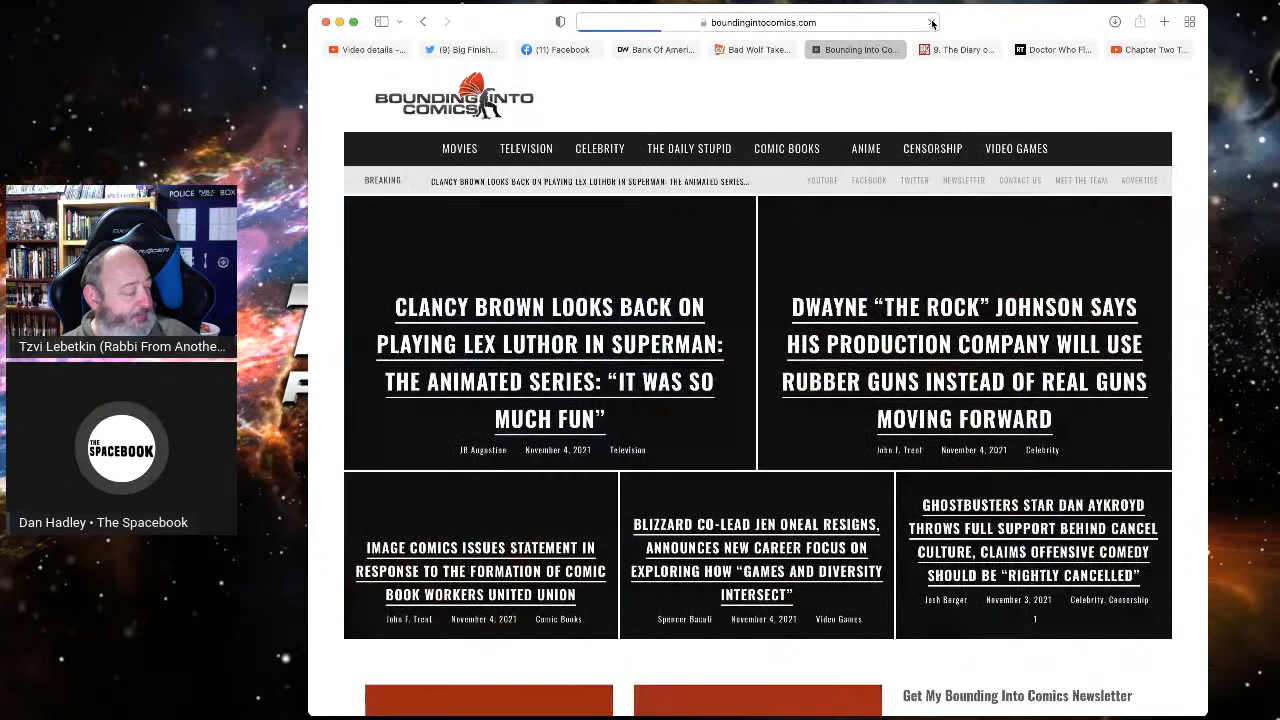 boundingintocomics.com
Video details -...
(9) Big Finish...
(11) Facebook
Bank Of Ameri...
Bad Wolf Take...
Bounding Into Co...
9. The Diary o...
Doctor Who Fl...
Chapter Two T...
BOUNDING INTO
COMICS
MOVIES TELEVISION CELEBRITY THE DAILY STUPID COMIC BOOKS ANIME CENSORSHIP VIDEO GAMES
BREAKING CLANCY BROWN LOOKS BACK ON PLAYING LEX LUTHOR IN SUPERMAN: THE ANIMATED SERIES... YOUTUBE FACEBOOK TWITTER NEWSLETTER CONTACT US MEET THE TEAM ADVERTISE
CLANCY BROWN LOOKS BACK ON
PLAYING LEX LUTHOR IN SUPERMAN:
THE ANIMATED SERIES: “IT WAS SO
MUCH FUN”
JB Augustine November 4, 2021 Television
DWAYNE “THE ROCK” JOHNSON SAYS
HIS PRODUCTION COMPANY WILL USE
RUBBER GUNS INSTEAD OF REAL GUNS
MOVING FORWARD
John F. Trent November 4, 2021 Celebrity
IMAGE COMICS ISSUES STATEMENT IN
RESPONSE TO THE FORMATION OF COMIC
BOOK WORKERS UNITED UNION
John F. Trent November 4, 2021 Comic Books
BLIZZARD CO-LEAD JEN ONEAL RESIGNS,
ANNOUNCES NEW CAREER FOCUS ON
EXPLORING HOW “GAMES AND DIVERSITY
INTERSECT”
Spencer Baculi November 4, 2021 Video Games
GHOSTBUSTERS STAR DAN AYKROYD
THROWS FULL SUPPORT BEHIND CANCEL
CULTURE, CLAIMS OFFENSIVE COMEDY
SHOULD BE “RIGHTLY CANCELLED”
Josh Berger November 3, 2021 Celebrity, Censorship
1
Get My Bounding Into Comics Newsletter
POLICE PUBLIC BOX
DXRACER
Tzvi Lebetkin (Rabbi From Anothe...
THE
SPACEBOOK
Dan Hadley • The Spacebook